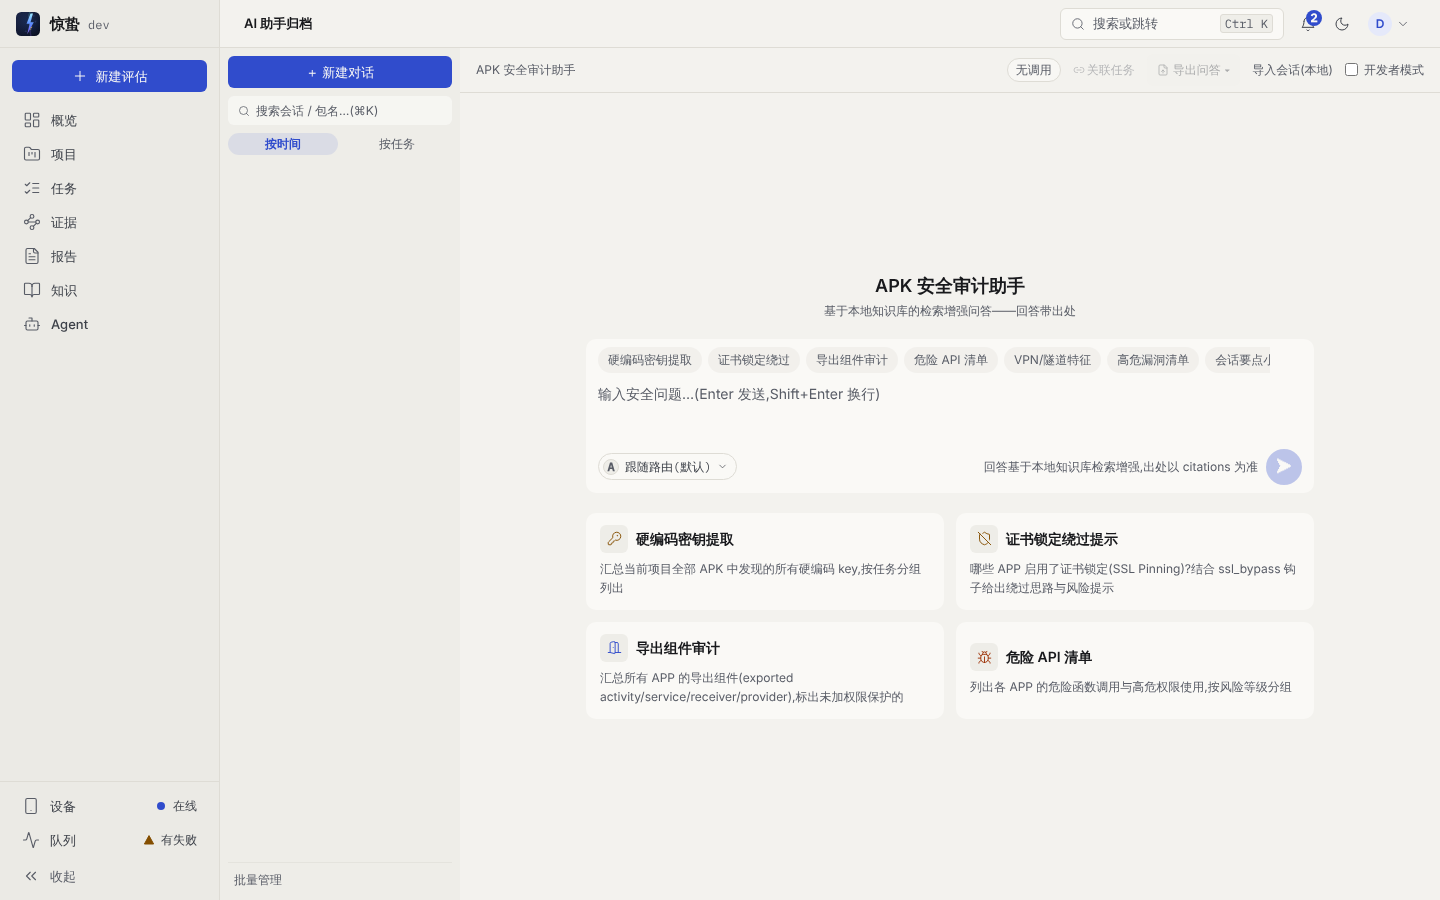 惊蛰 dev
AI 助手归档
搜索或跳转
Ctrl K
2
D
新建评估
概览
项目
任务
证据
报告
知识
Agent
设备
在线
队列
有失败
收起
+ 新建对话
搜索会话 / 包名...(⌘K)
按时间
按任务
批量管理
APK 安全审计助手
无调用
关联任务
导出问答
导入会话(本地)
开发者模式
APK 安全审计助手
基于本地知识库的检索增强问答——回答带出处
硬编码密钥提取
证书锁定绕过
导出组件审计
危险 API 清单
VPN/隧道特征
高危漏洞清单
会话要点小
输入安全问题...(Enter 发送,Shift+Enter 换行)
A 跟随路由(默认)
回答基于本地知识库检索增强,出处以 citations 为准
硬编码密钥提取
汇总当前项目全部 APK 中发现的所有硬编码 key,按任务分组
列出
证书锁定绕过提示
哪些 APP 启用了证书锁定(SSL Pinning)?结合 ssl_bypass 钩
子给出绕过思路与风险提示
导出组件审计
汇总所有 APP 的导出组件(exported
activity/service/receiver/provider),标出未加权限保护的
危险 API 清单
列出各 APP 的危险函数调用与高危权限使用,按风险等级分组